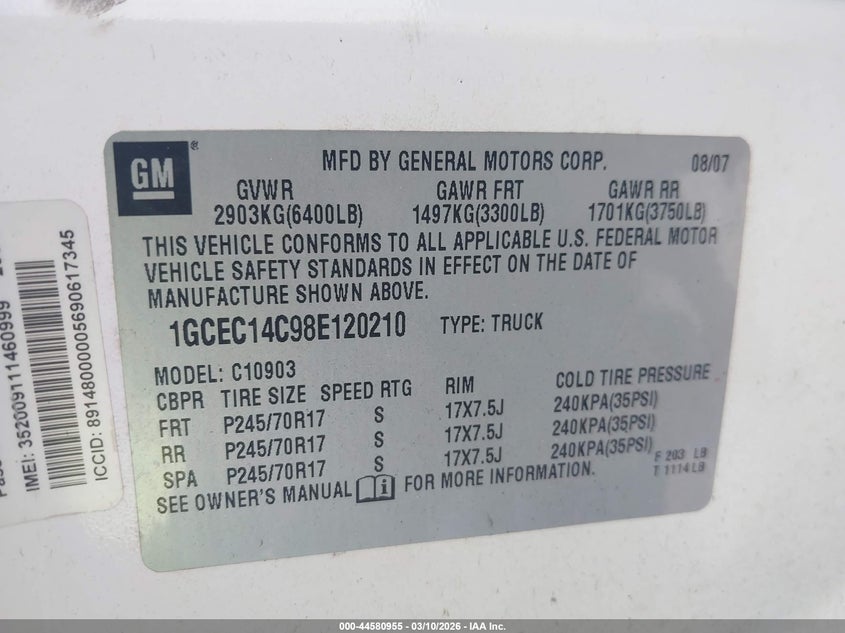 GM ®
MFD BY GENERAL MOTORS CORP. 08/07
GVWR GAWR FRT GAWR RR
2903KG(6400LB) 1497KG(3300LB) 1701KG(3750LB)
THIS VEHICLE CONFORMS TO ALL APPLICABLE U.S. FEDERAL MOTOR
VEHICLE SAFETY STANDARDS IN EFFECT ON THE DATE OF
MANUFACTURE SHOWN ABOVE.
1GCEC14C98E120210 TYPE: TRUCK
MODEL: C10903
CBPR TIRE SIZE SPEED RTG RIM COLD TIRE PRESSURE
FRT P245/70R17 S 17X7.5J 240KPA(35PSI)
RR P245/70R17 S 17X7.5J 240KPA(35PSI)
SPA P245/70R17 S 17X7.5J 240KPA(35PSI)
F 203 LB
T 1114 LB
SEE OWNER'S MANUAL i FOR MORE INFORMATION.
IMEI: 352009111460999
ICCID: 89148000005690617345
000-44580955 - 03/10/2026 - IAA Inc.